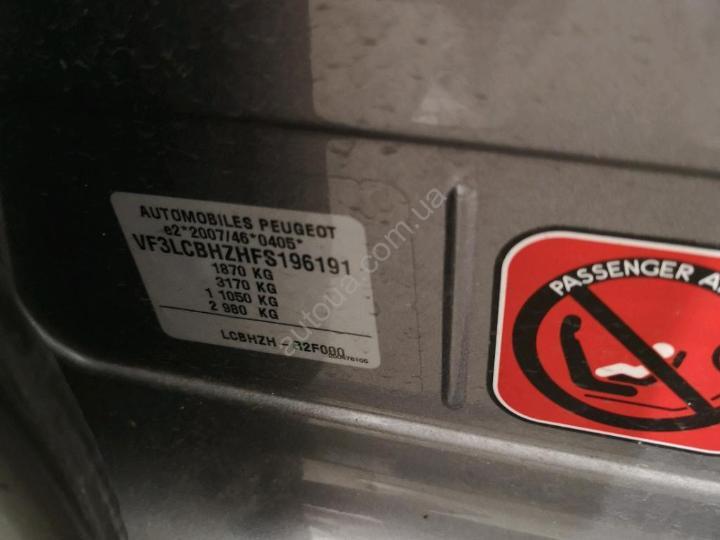 AUTOMOBILES PEUGEOT
e2*2007/46*0405*
VF3LCBHZHFS196191
1870 KG
3170 KG
1 1050 KG
2 980 KG
LCBHZH -
PASSENGER
autoua.com.ua